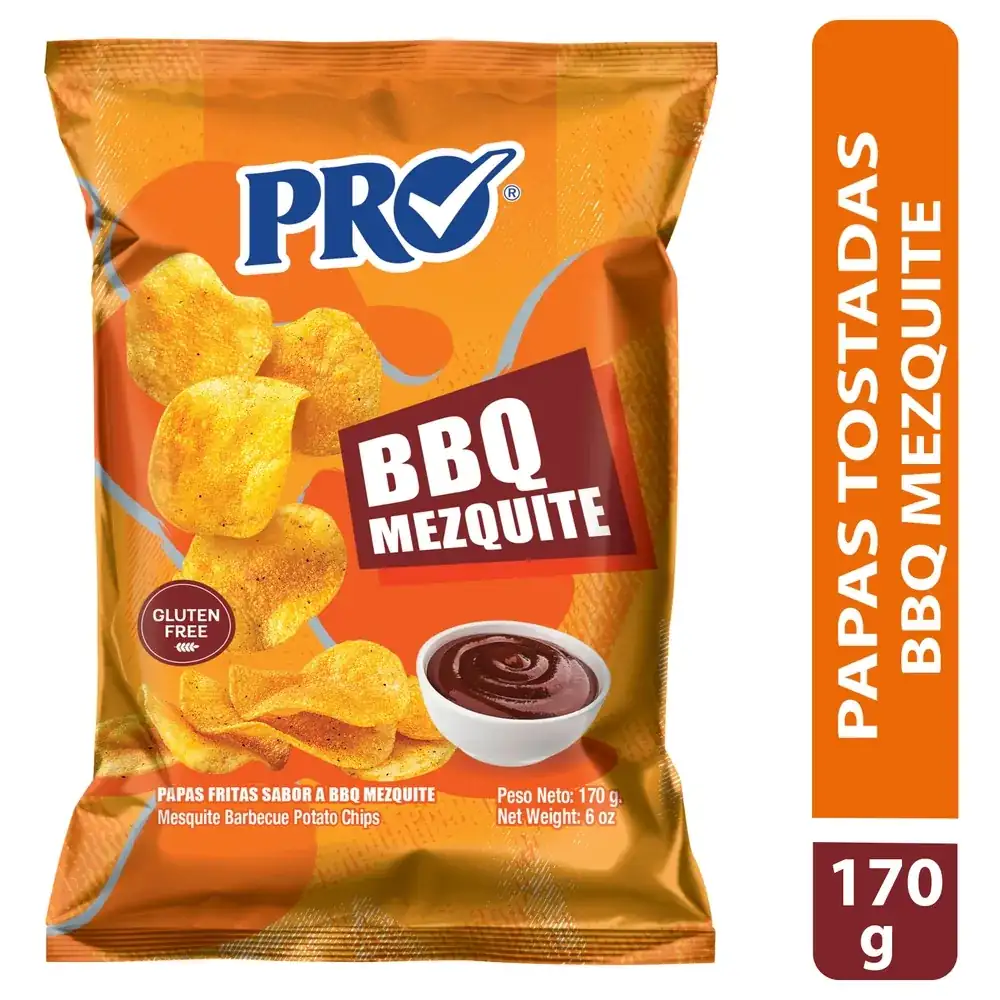 PRO®
BBQ
MEZQUITE
GLUTEN
FREE
PAPAS FRITAS SABOR A BBQ MEZQUITE
Mesquite Barbecue Potato Chips
Peso Neto: 170 g.
Net Weight: 6 oz
PAPAS TOSTADAS
BBQ MEZQUITE
170
g